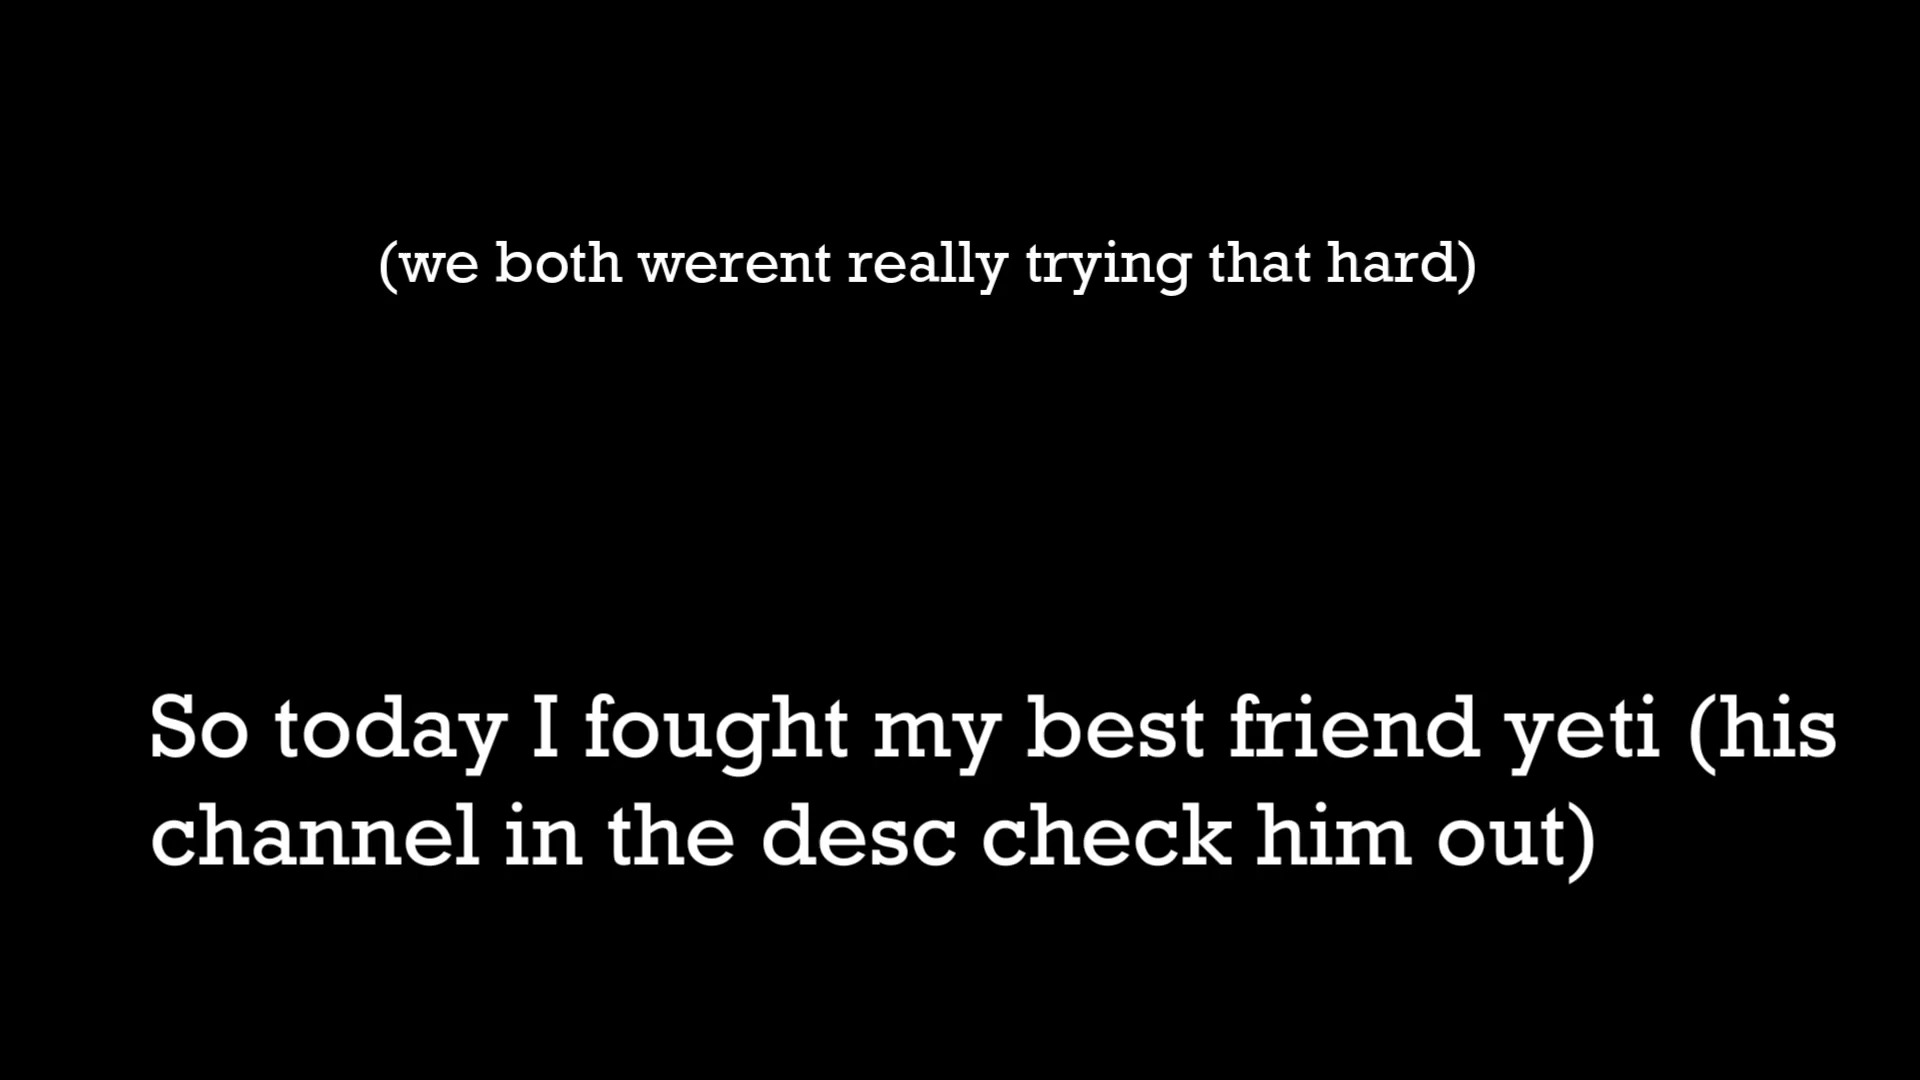 (we both werent really trying that hard)
So today I fought my best friend yeti (his
channel in the desc check him out)